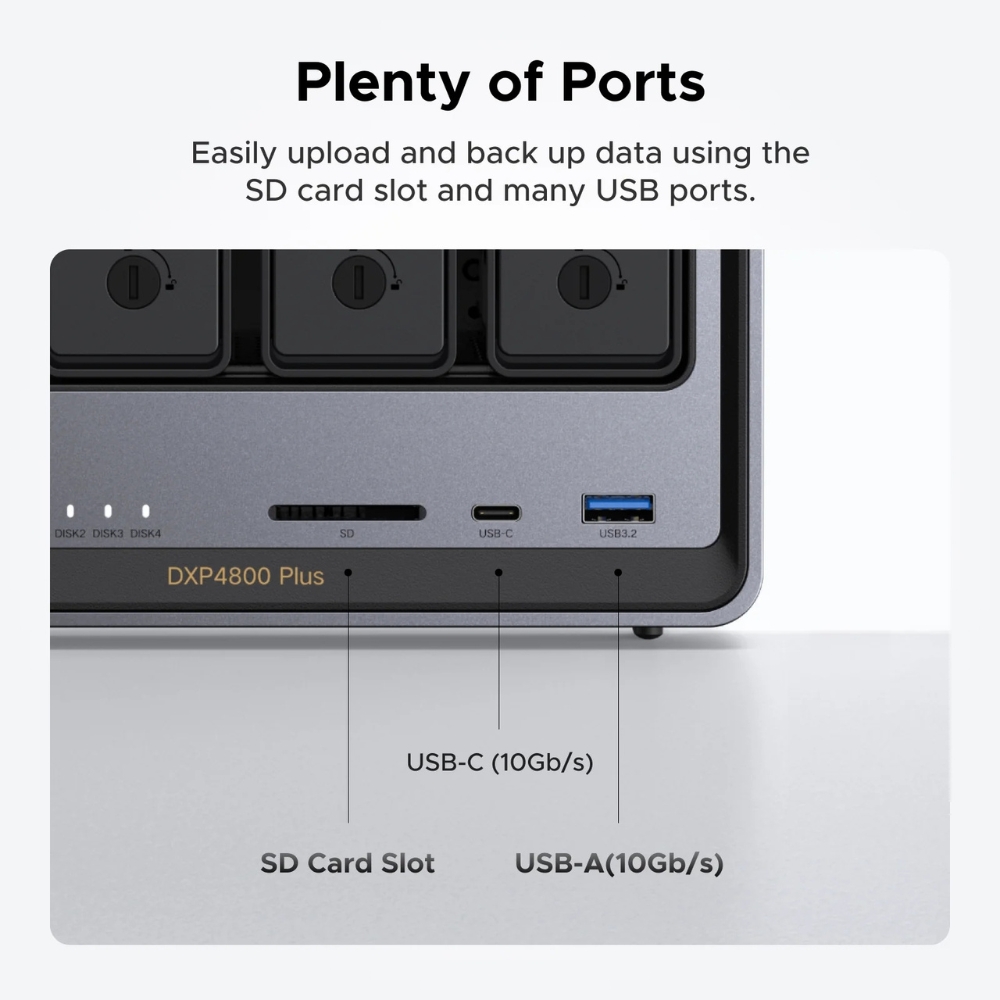 Plenty of Ports
Easily upload and back up data using the
SD card slot and many USB ports.
DISK2 DISK3 DISK4
SD
USB-C
USB3.2
DXP4800 Plus
USB-C (10Gb/s)
SD Card Slot
USB-A(10Gb/s)